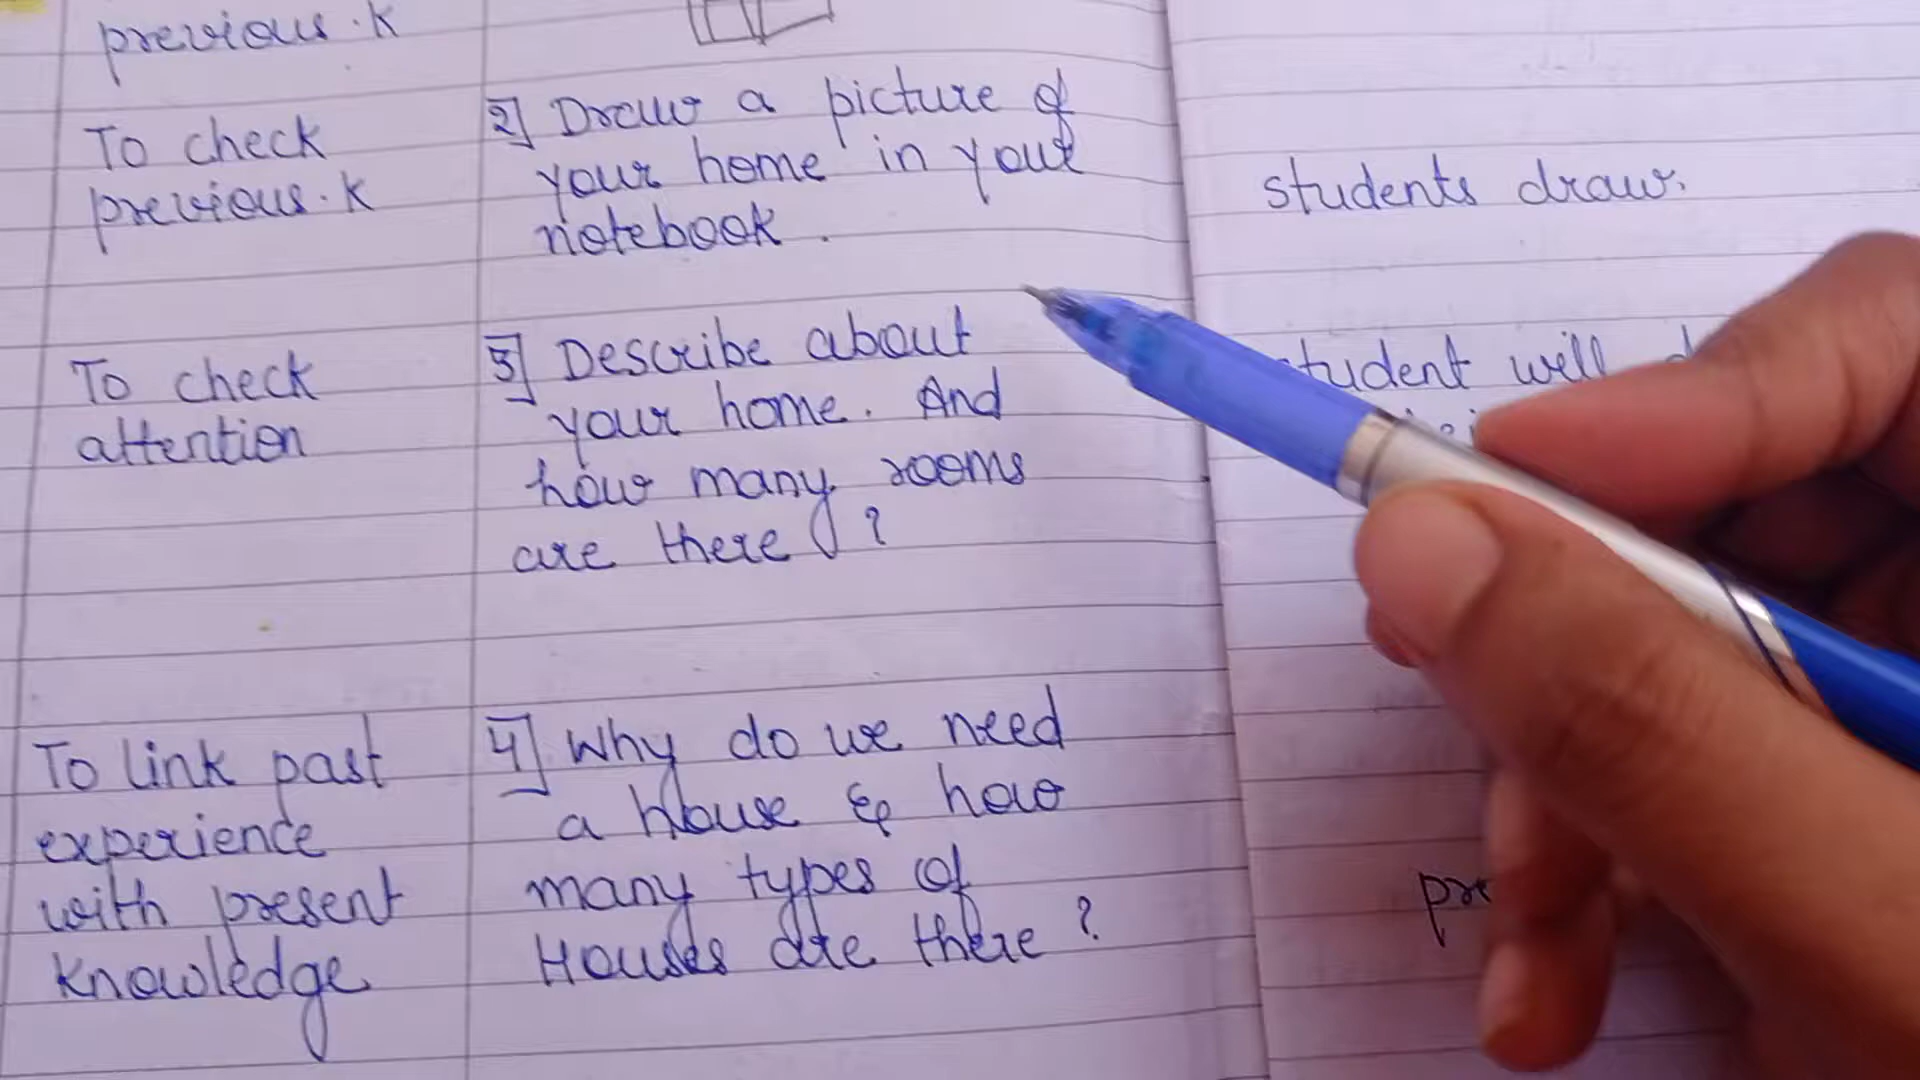 previous.k
To check
previous.k
2] Draw a picture of
your home in your
notebook.
students draw.
To check
attention
3] Describe about
your home. And
how many rooms
are there ?
student will
To link past
experience
with present
knowledge
4] Why do we need
a house & how
many types of
Houses are there ?